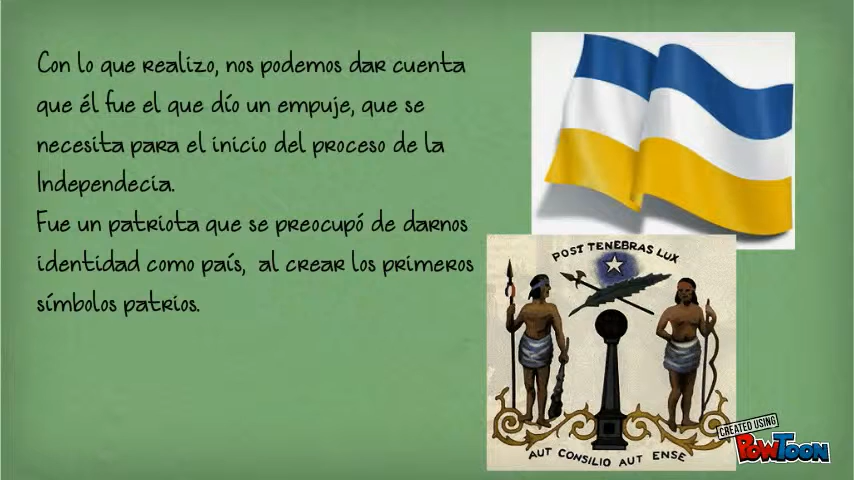 Con lo que realizo, nos podemos dar cuenta
que él fue el que dío un empuje, que se
necesita para el inicio del proceso de la
Independecia.
Fue un patriota que se preocupó de darnos
identidad como país, al crear los primeros
símbolos patrios.
POST TENEBRAS LUX
AUT CONSILIO AUT ENSE
CREATED USING
POWTOON